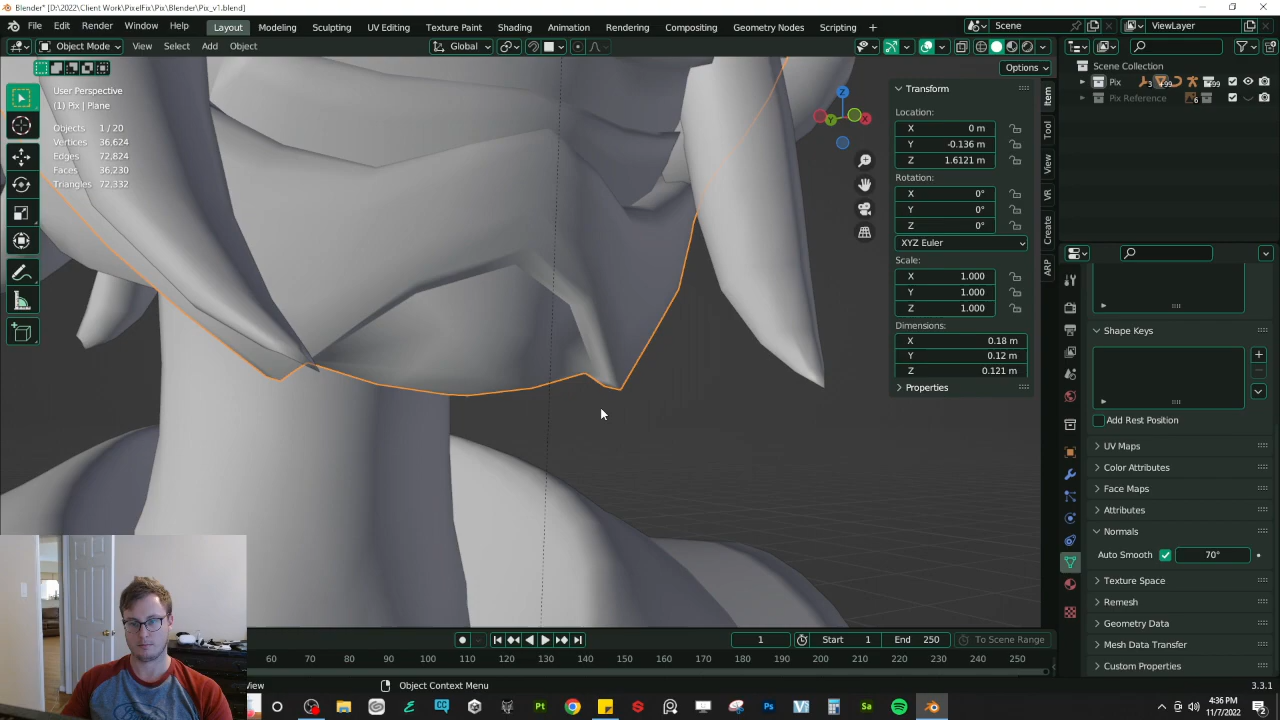 Blender* [D:\2022\Client Work\PixelFix\Pix\Blender\Pix_v1.blend]
File Edit Render Window Help Layout Modeling Sculpting UV Editing Texture Paint Shading Animation Rendering Compositing Geometry Nodes Scripting + Scene ViewLayer
Object Mode View Select Add Object Global
Options
User Perspective
(1) Pix | Plane
Objects 1 / 20
Vertices 36,624
Edges 72,824
Faces 36,230
Triangles 72,332
Z
Y
X
Transform
Location:
X 0 m
Y -0.136 m
Z 1.6121 m
Rotation:
X 0°
Y 0°
Z 0°
XYZ Euler
Scale:
X 1.000
Y 1.000
Z 1.000
Dimensions:
X 0.18 m
Y 0.12 m
Z 0.121 m
Properties
Item
Tool
View
VR
Create
ARP
Scene Collection
Pix 3 99 99
Pix Reference 6
Shape Keys
Add Rest Position
UV Maps
Color Attributes
Face Maps
Attributes
Normals
Auto Smooth 70°
Texture Space
Remesh
Geometry Data
Mesh Data Transfer
Custom Properties
1 Start 1 End 250 To Scene Range
60 70 80 90 100 110 120 130 140 150 160 170 180 190 200 210 220 230 240 250
View Object Context Menu 3.3.1
4:36 PM
11/7/2022